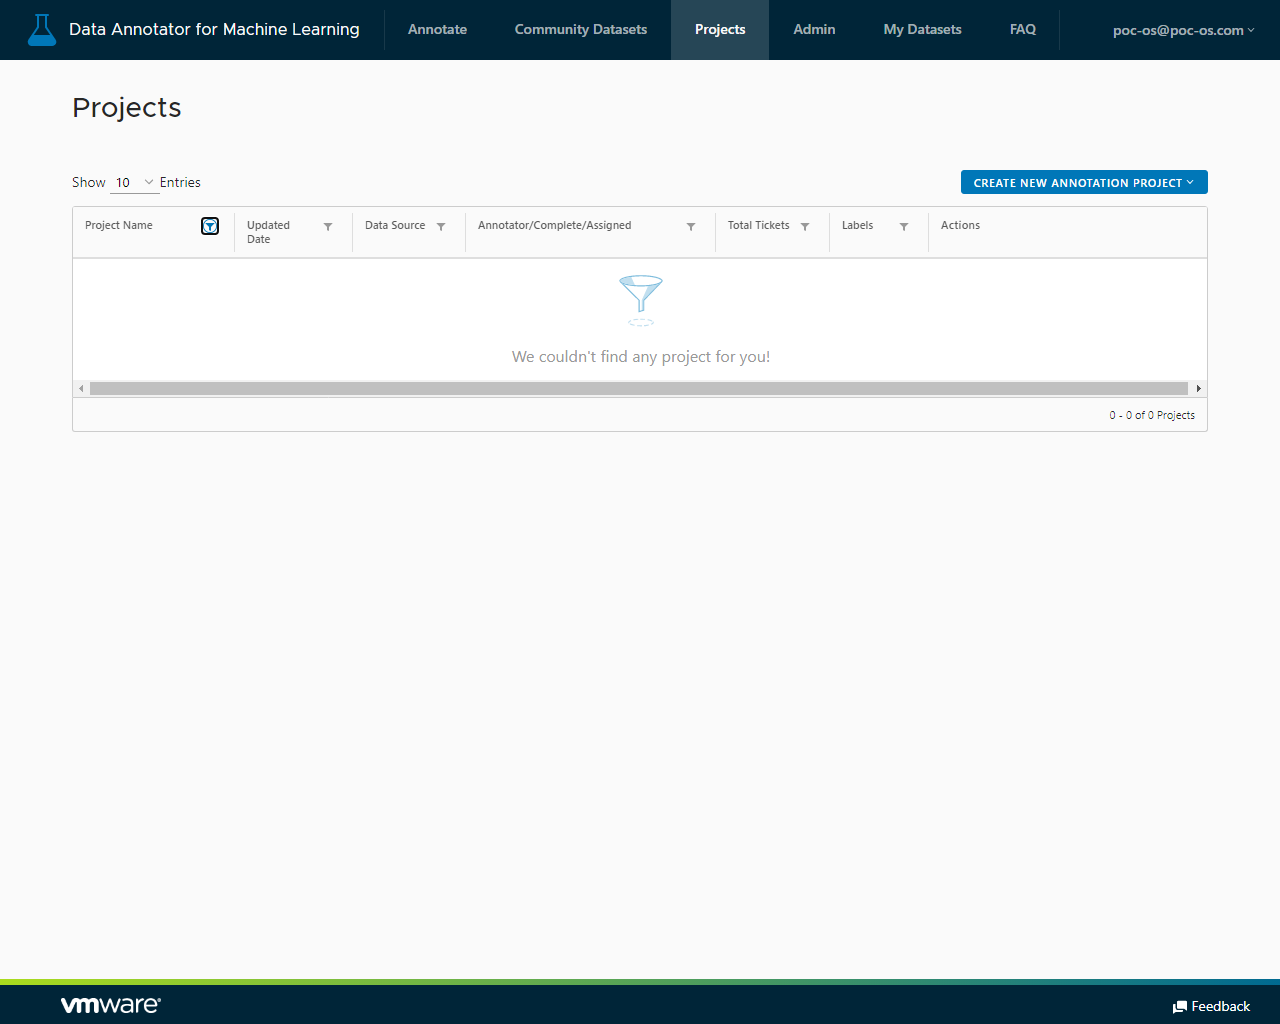 Data Annotator for Machine Learning
Annotate
Community Datasets
Projects
Admin
My Datasets
FAQ
poc-os@poc-os.com
Projects
Show 10 Entries
CREATE NEW ANNOTATION PROJECT
Project Name
Updated Date
Data Source
Annotator/Complete/Assigned
Total Tickets
Labels
Actions
We couldn't find any project for you!
0 - 0 of 0 Projects
vmware®
Feedback